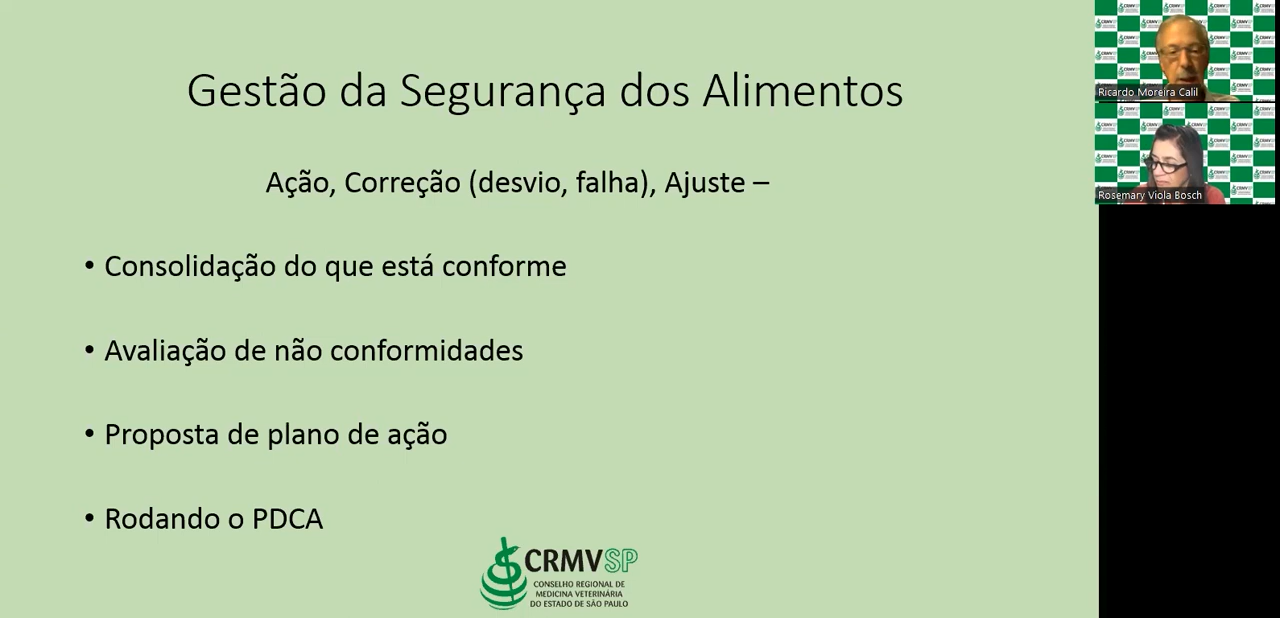 Gestão da Segurança dos Alimentos
Ação, Correção (desvio, falha), Ajuste –
• Consolidação do que está conforme
• Avaliação de não conformidades
• Proposta de plano de ação
• Rodando o PDCA
CRMVSP
CONSELHO REGIONAL DE
MEDICINA VETERINÁRIA
DO ESTADO DE SÃO PAULO
Ricardo Moreira Calil
Rosemary Viola Bosch